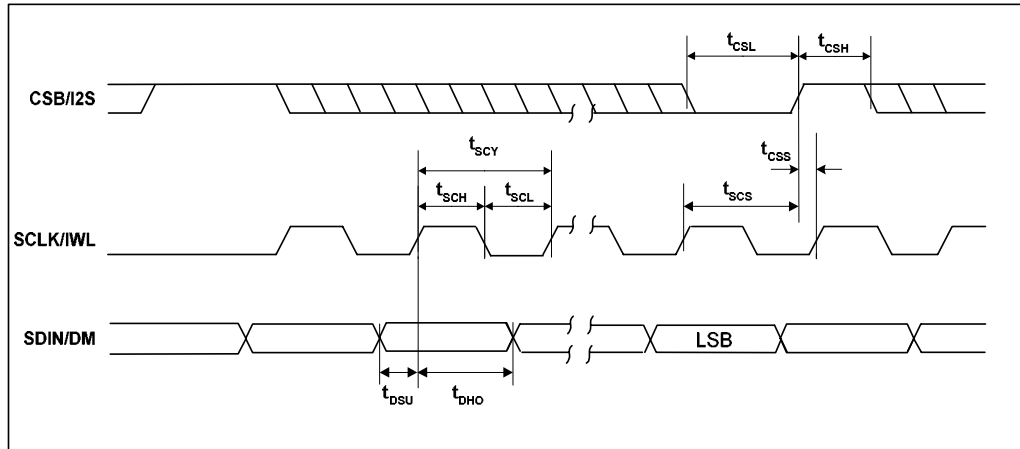 tCSL tCSH
CSB/I2S
tSCY
tCSS
tSCH tSCL
tSCS
SCLK/IWL
SDIN/DM
LSB
tDSU tDHO